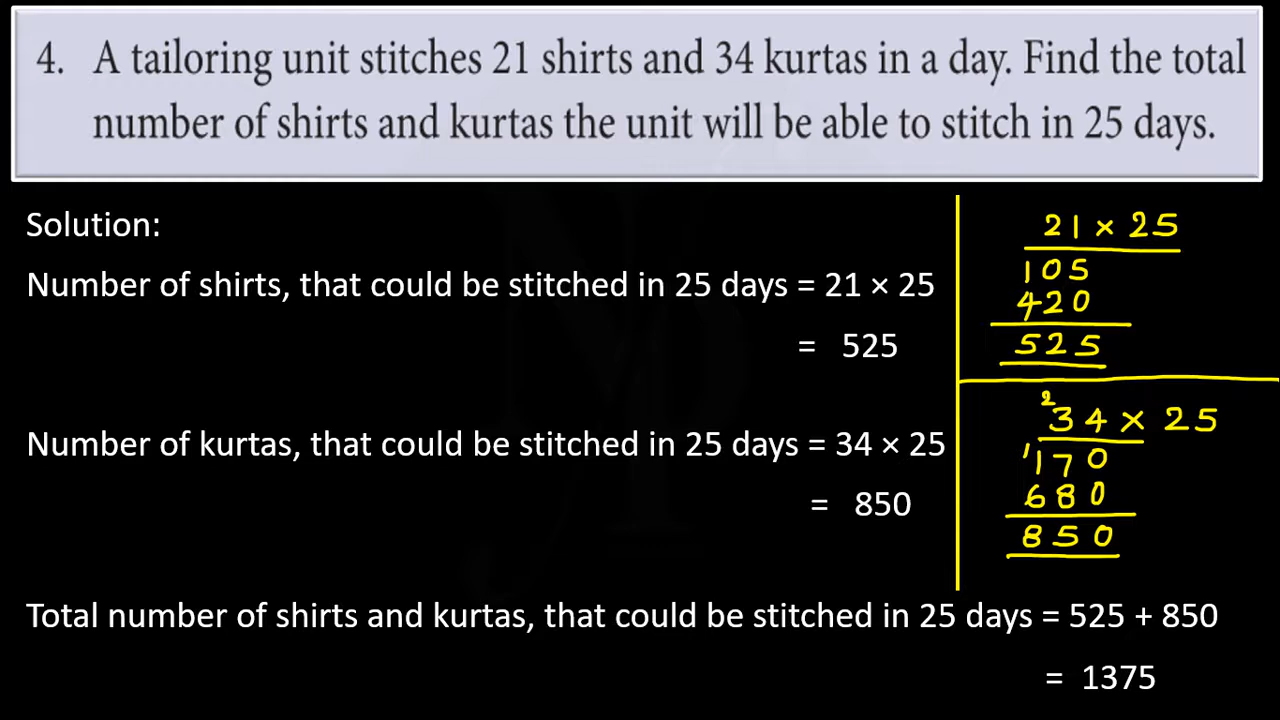 4. A tailoring unit stitches 21 shirts and 34 kurtas in a day. Find the total
number of shirts and kurtas the unit will be able to stitch in 25 days.
Solution:
Number of shirts, that could be stitched in 25 days = 21 × 25
= 525
Number of kurtas, that could be stitched in 25 days = 34 × 25
= 850
21 × 25
105
420
525
2
34 × 25
1
170
680
850
Total number of shirts and kurtas, that could be stitched in 25 days = 525 + 850
= 1375